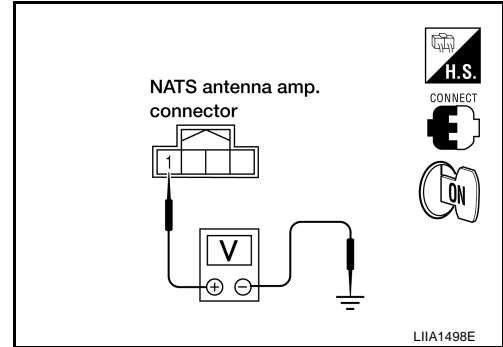 NATS antenna amp.
connector
H.S.
CONNECT
1
ON
V
+ -
LIIA1498E